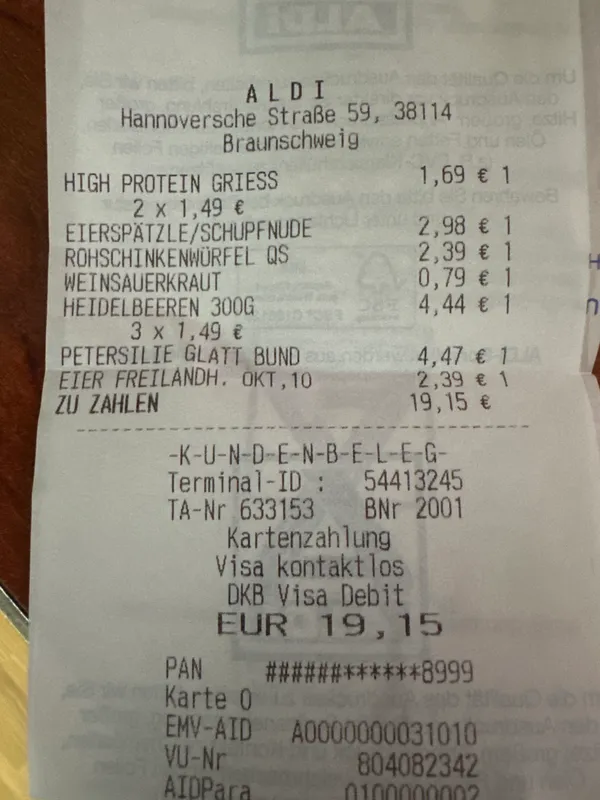 ALDI
Hannoversche Straße 59, 38114
Braunschweig
HIGH PROTEIN GRIESS 1,69 € 1
2 x 1,49 €
EIERSPÄTZLE/SCHUPFNUDE 2,98 € 1
ROHSCHINKENWÜRFEL QS 2,39 € 1
WEINSAUERKRAUT 0,79 € 1
HEIDELBEEREN 300G 4,44 € 1
3 x 1,49 €
PETERSILIE GLATT BUND 4,47 € 1
EIER FREILANDH. OKT,10 2,39 € 1
ZU ZAHLEN 19,15 €
-K-U-N-D-E-N-B-E-L-E-G-
Terminal-ID : 54413245
TA-Nr 633153 BNr 2001
Kartenzahlung
Visa kontaktlos
DKB Visa Debit
EUR 19,15
PAN ######******8999
Karte 0
EMV-AID A0000000031010
VU-Nr 804082342
AIDPara 0100000002